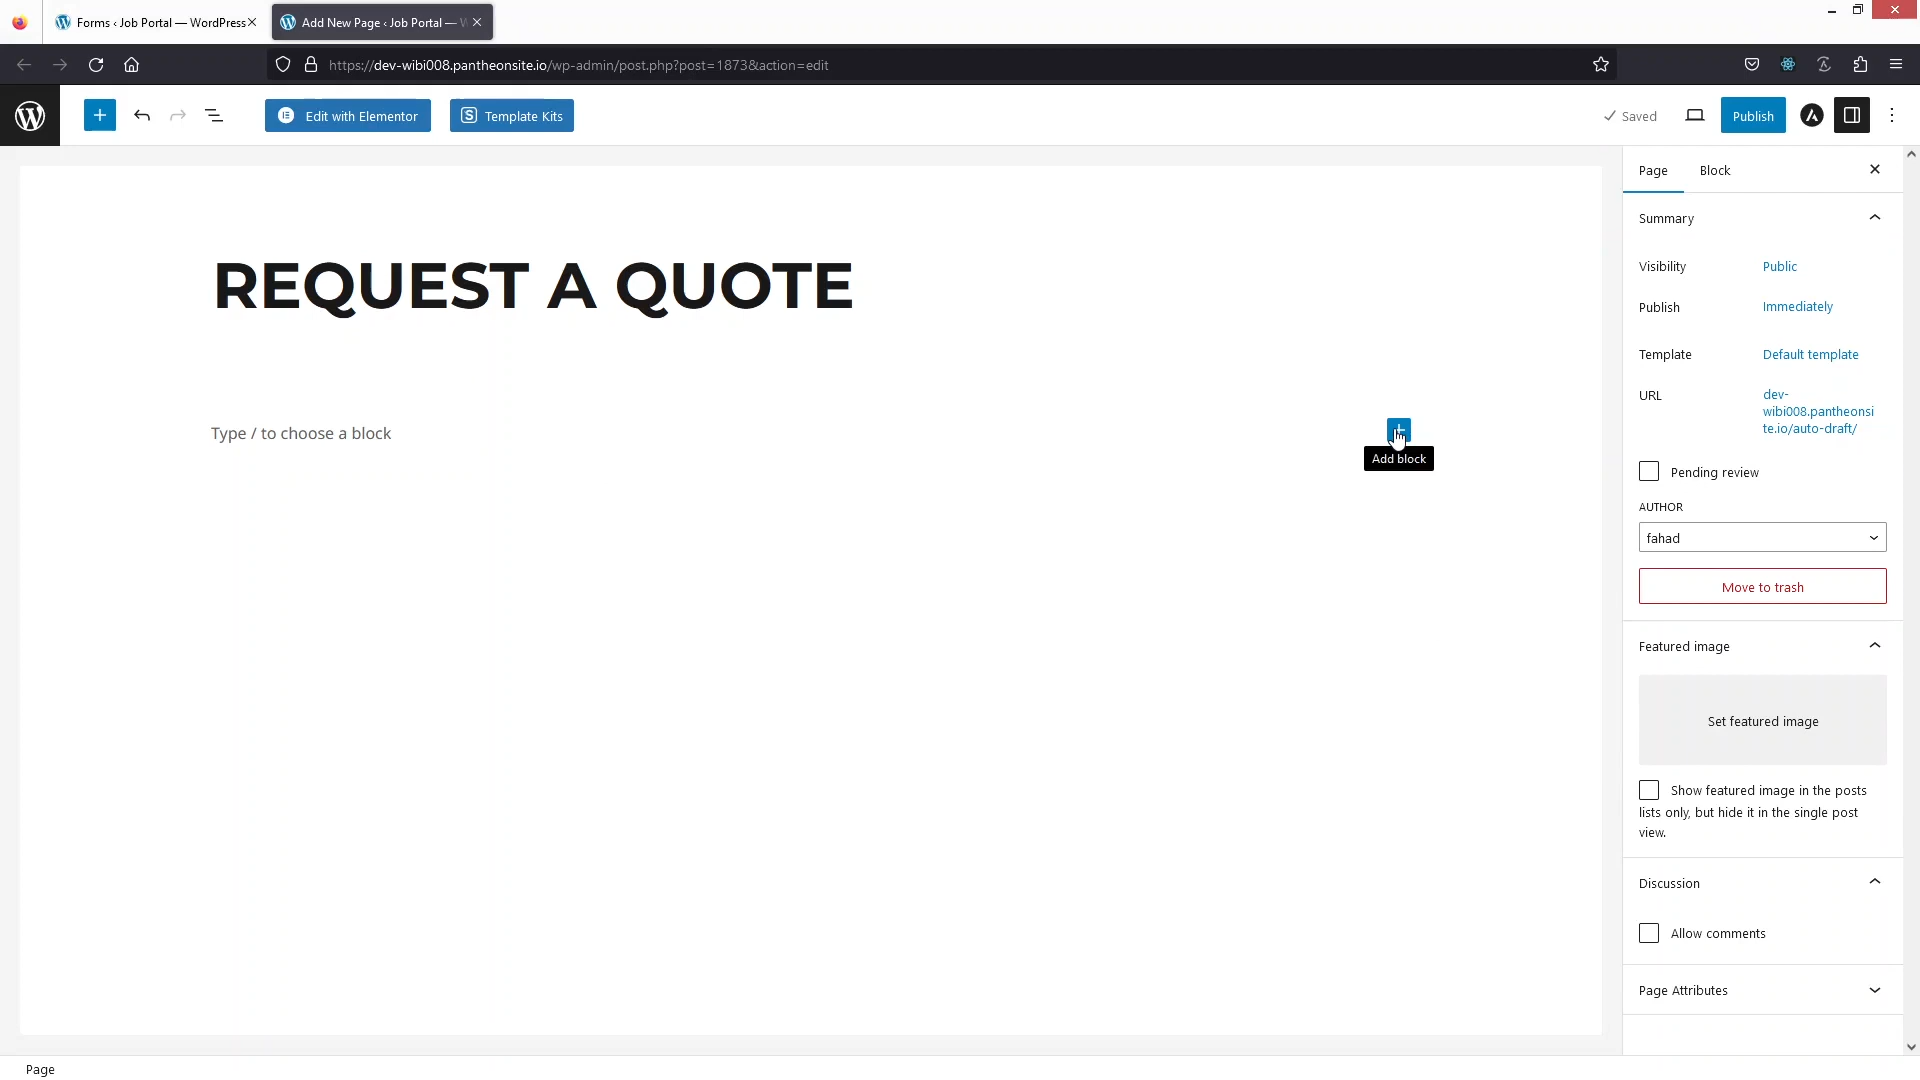 Forms ‹ Job Portal — WordPress
Add New Page ‹ Job Portal — W
https://dev-wibi008.pantheonsite.io/wp-admin/post.php?post=1873&action=edit
Edit with Elementor
Template Kits
Saved
Publish
Page
Block
Summary
REQUEST A QUOTE
Visibility
Public
Publish
Immediately
Template
Default template
URL
dev-
wibi008.pantheonsi
te.io/auto-draft/
Type / to choose a block
Add block
Pending review
AUTHOR
fahad
Move to trash
Featured image
Set featured image
Show featured image in the posts
lists only, but hide it in the single post
view.
Discussion
Allow comments
Page Attributes
Page